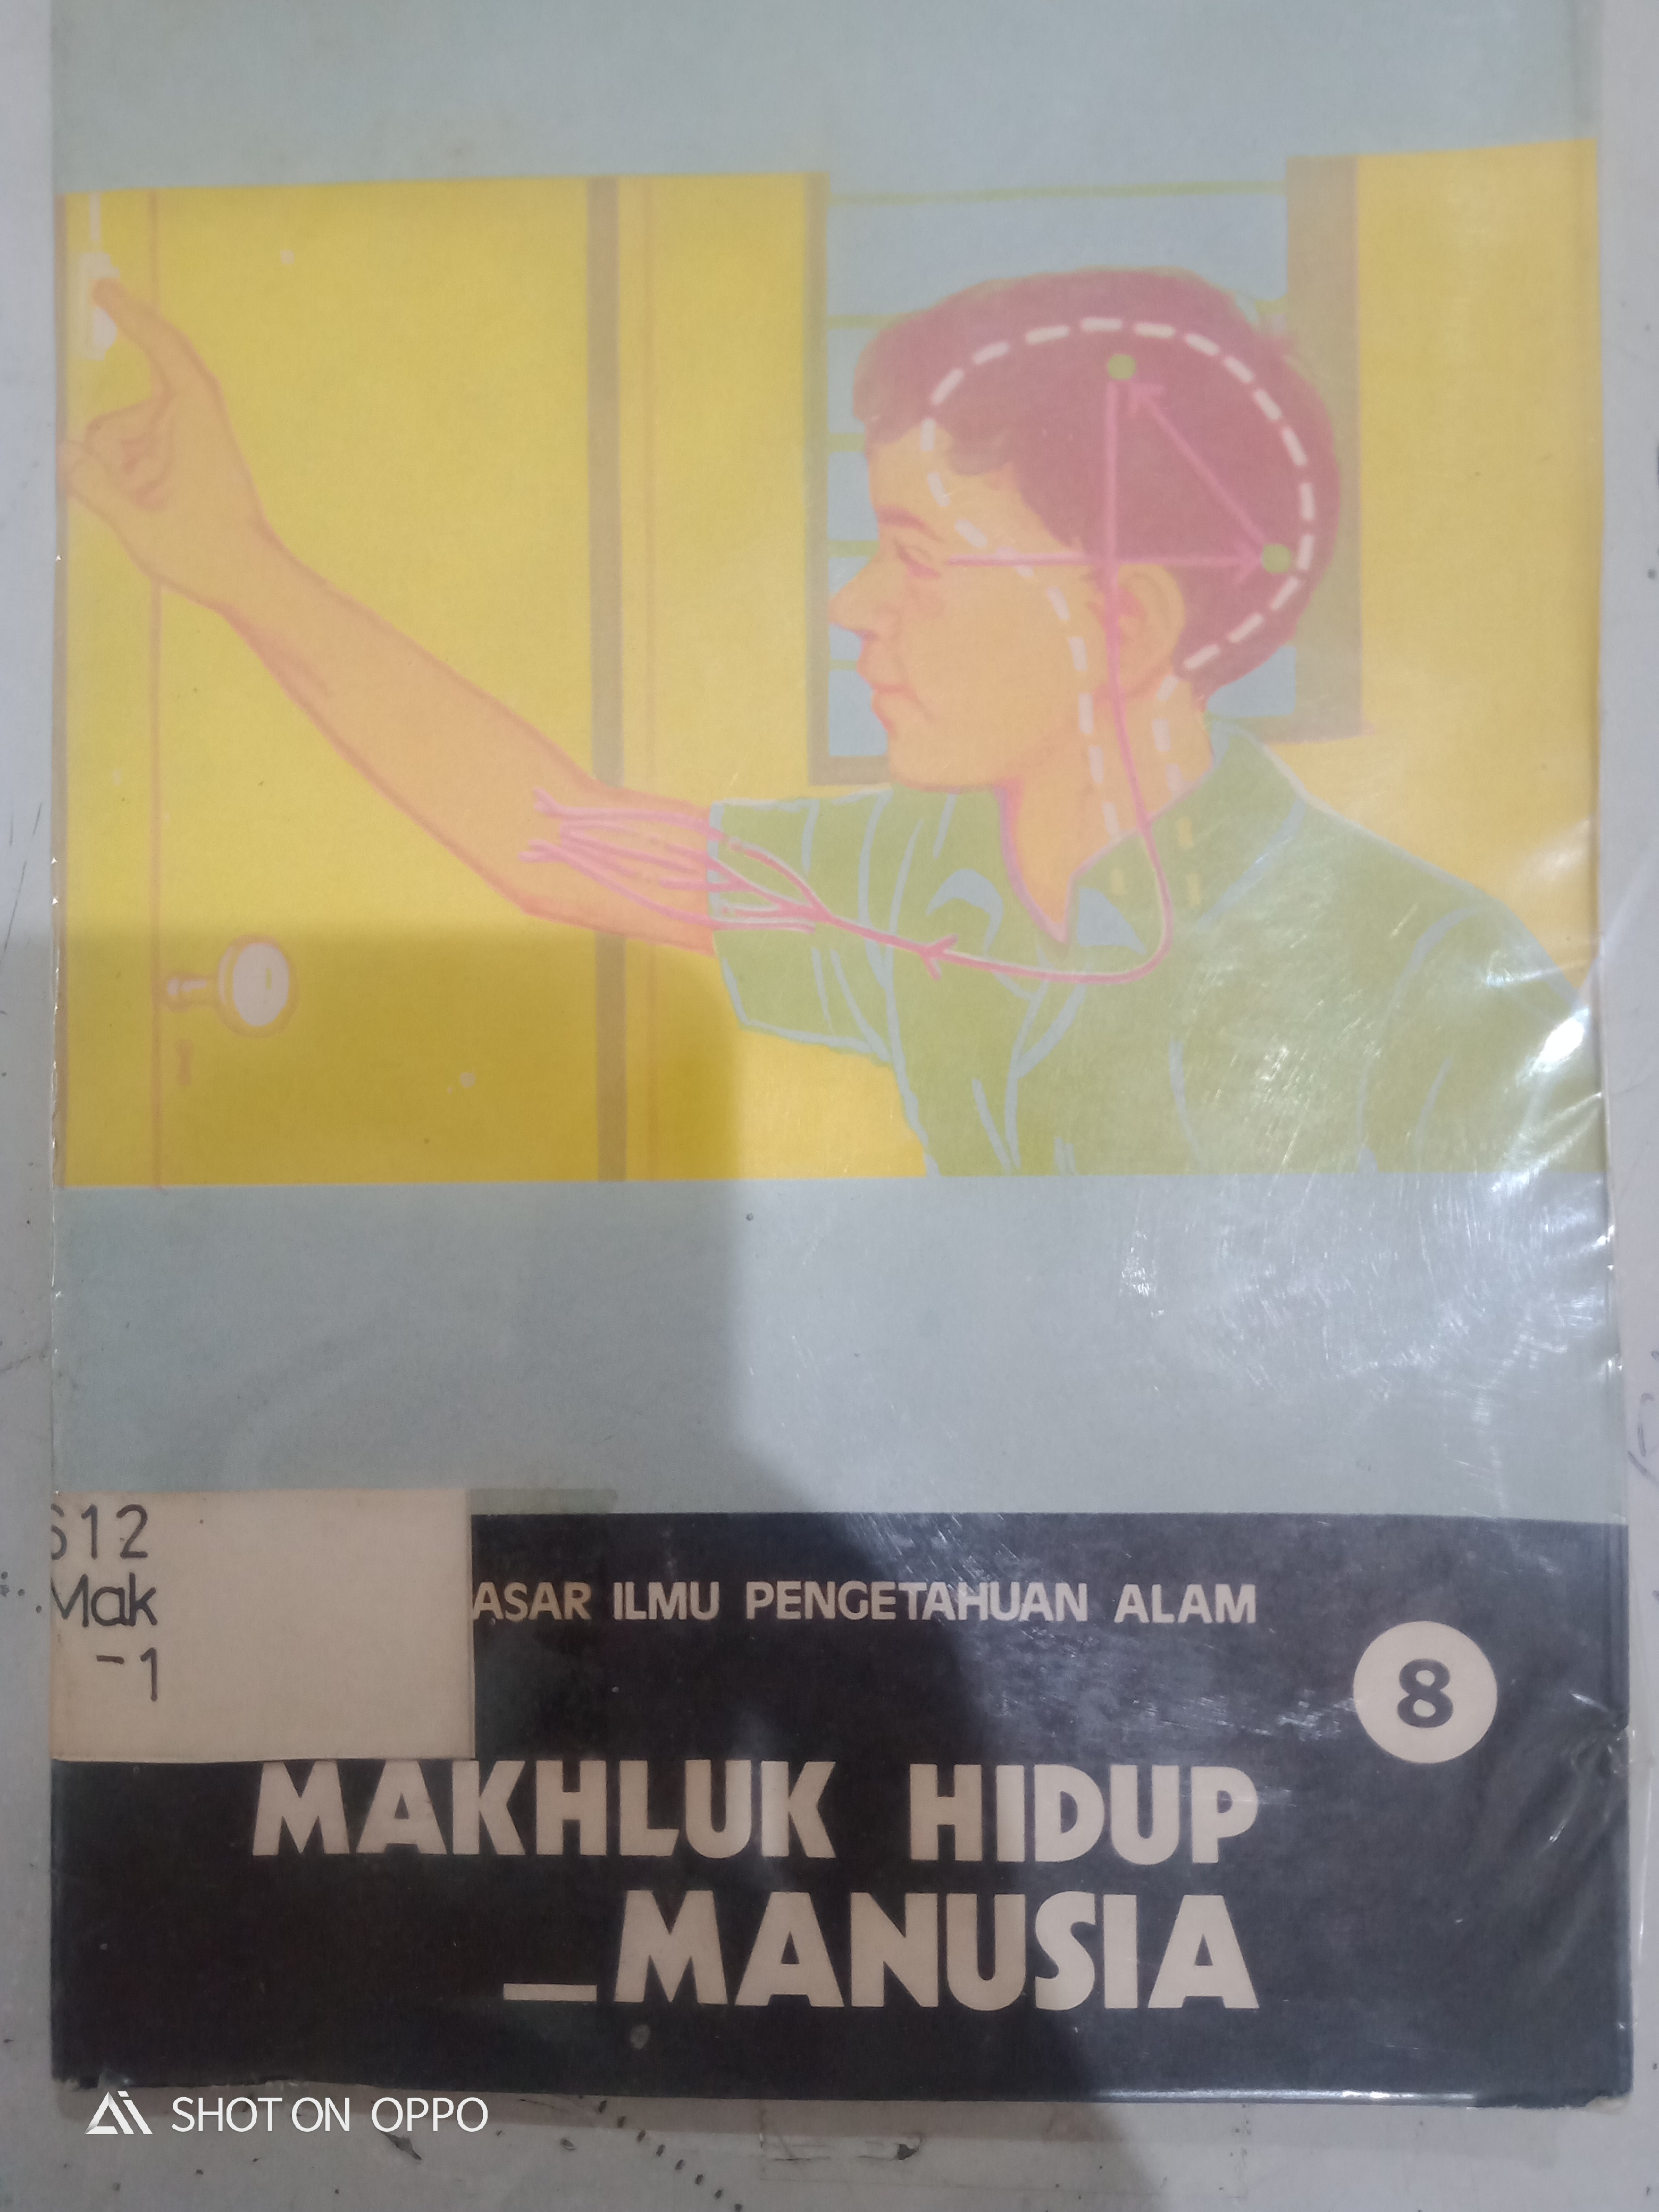 612
Mak
-1
ASAR ILMU PENGETAHUAN ALAM
8
MAKHLUK HIDUP
_MANUSIA
SHOT ON OPPO